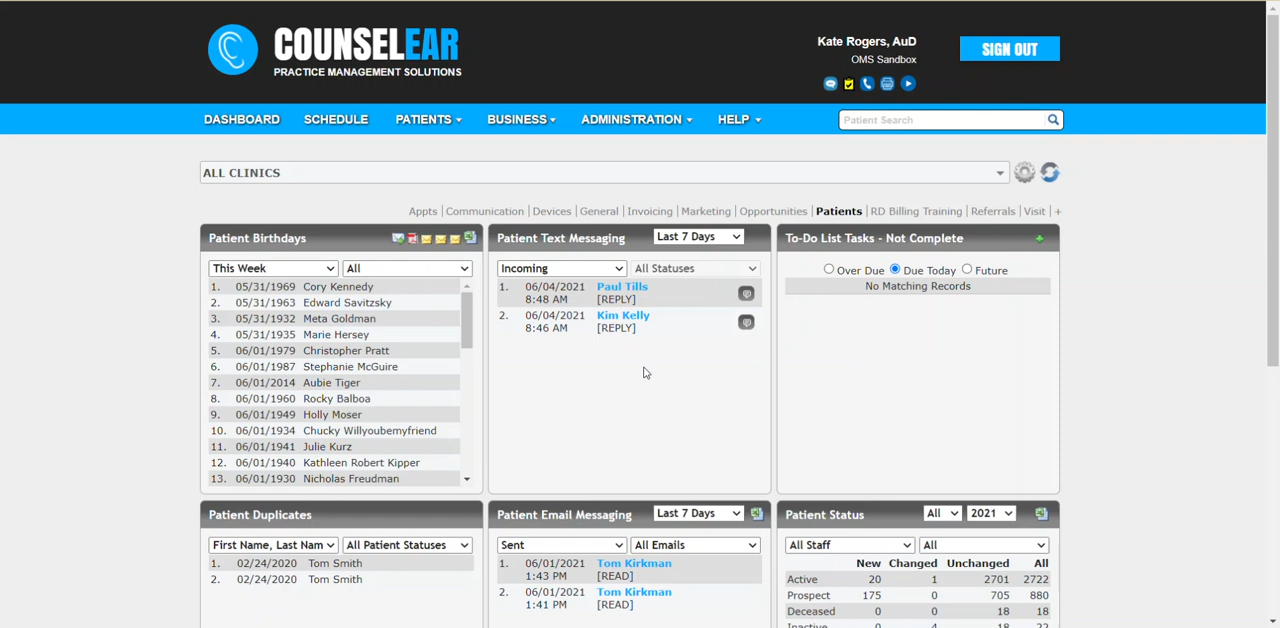 COUNSELEAR
PRACTICE MANAGEMENT SOLUTIONS
Kate Rogers, AuD
OMS Sandbox
SIGN OUT
DASHBOARD SCHEDULE PATIENTS BUSINESS ADMINISTRATION HELP Patient Search
ALL CLINICS
Appts | Communication | Devices | General | Invoicing | Marketing | Opportunities | Patients | RD Billing Training | Referrals | Visit | +
Patient Birthdays
This Week All
1. 05/31/1969 Cory Kennedy
2. 05/31/1963 Edward Savitzsky
3. 05/31/1932 Meta Goldman
4. 05/31/1935 Marie Hersey
5. 06/01/1979 Christopher Pratt
6. 06/01/1987 Stephanie McGuire
7. 06/01/2014 Aubie Tiger
8. 06/01/1960 Rocky Balboa
9. 06/01/1949 Holly Moser
10. 06/01/1934 Chucky Willyoubemyfriend
11. 06/01/1941 Julie Kurz
12. 06/01/1940 Kathleen Robert Kipper
13. 06/01/1930 Nicholas Freudman
Patient Text Messaging Last 7 Days
Incoming All Statuses
1. 06/04/2021 Paul Tills
8:48 AM [REPLY]
2. 06/04/2021 Kim Kelly
8:46 AM [REPLY]
To-Do List Tasks - Not Complete
Over Due Due Today Future
No Matching Records
Patient Duplicates
First Name, Last Nam All Patient Statuses
1. 02/24/2020 Tom Smith
2. 02/24/2020 Tom Smith
Patient Email Messaging Last 7 Days
Sent All Emails
1. 06/01/2021 Tom Kirkman
1:43 PM [READ]
2. 06/01/2021 Tom Kirkman
1:41 PM [READ]
Patient Status All 2021
All Staff All
New Changed Unchanged All
Active 20 1 2701 2722
Prospect 175 0 705 880
Deceased 0 0 18 18
Inactive 0 4 18 22